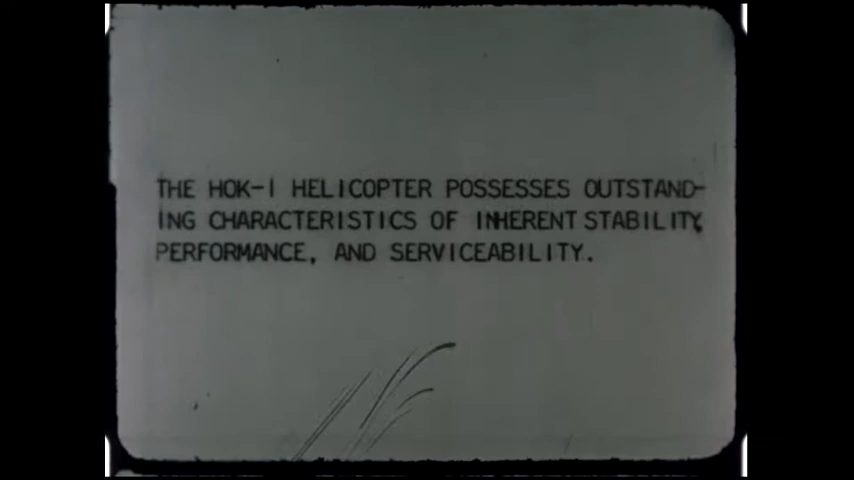 THE HOK-1 HELICOPTER POSSESSES OUTSTAND-
ING CHARACTERISTICS OF INHERENT STABILITY,
PERFORMANCE, AND SERVICEABILITY.